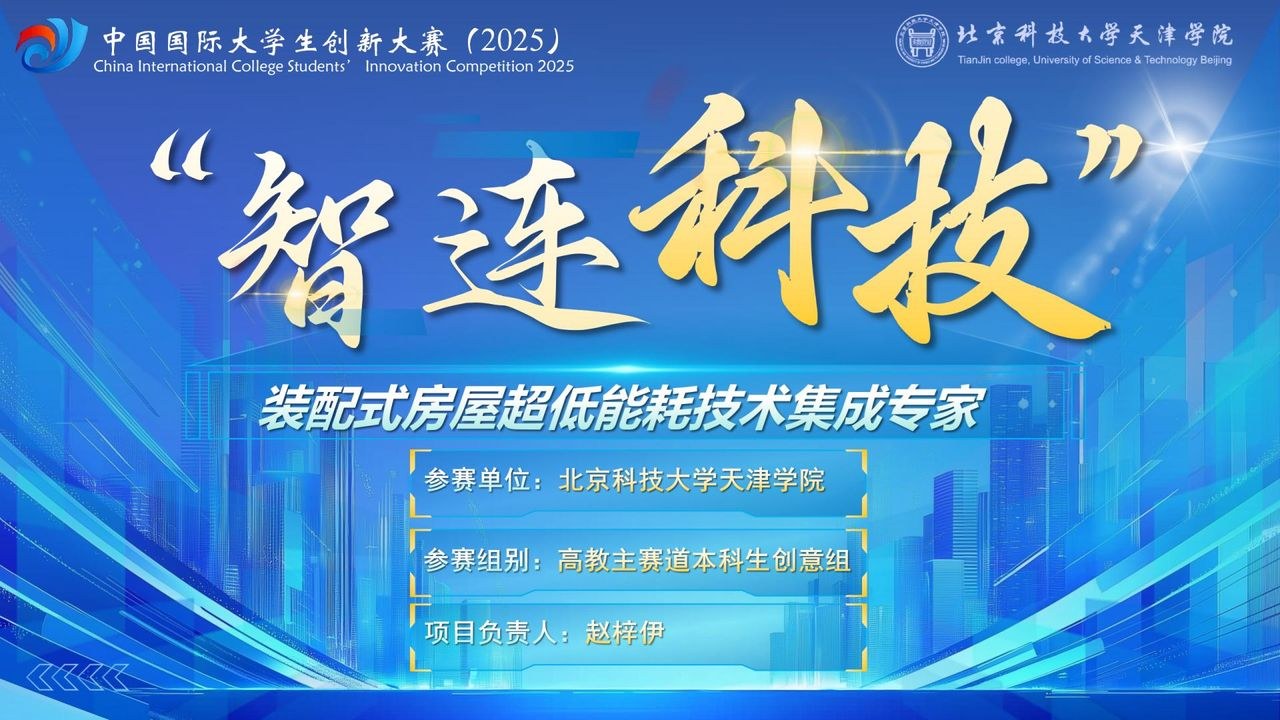 中国国际大学生创新大赛（2025）
China International College Students' Innovation Competition 2025
北京科技大学天津学院
TianJin college, University of Science & Technology Beijing
“智连科技”
装配式房屋超低能耗技术集成专家
参赛单位：北京科技大学天津学院
参赛组别：高教主赛道本科生创意组
项目负责人：赵梓伊